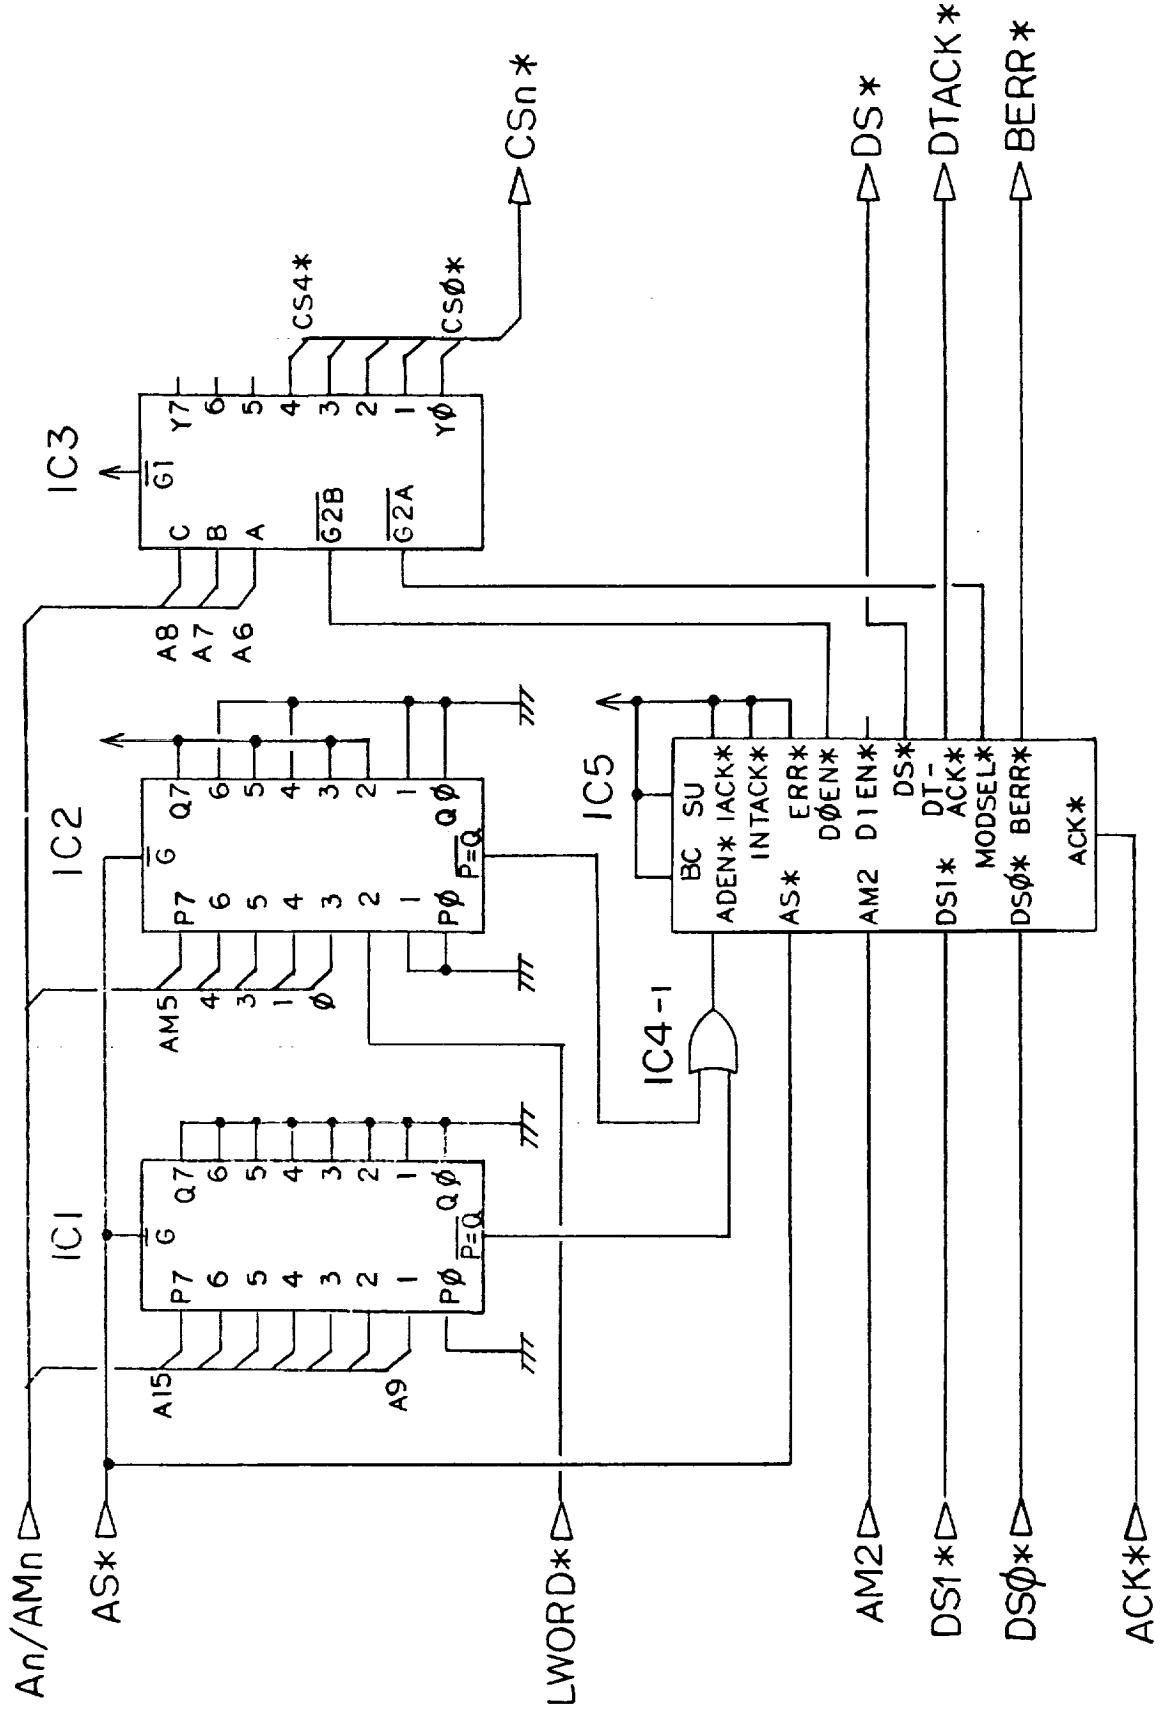 An/AMn
AS*
LWORD*
AM2
DS1*
DSØ*
ACK*
IC1
G
P7
6
5
4
3
2
1
PØ
Q7
6
5
4
3
2
1
QØ
P=Q
A15
A9
IC2
G
P7
6
5
4
3
2
1
PØ
Q7
6
5
4
3
2
1
QØ
P=Q
AM5
4
3
1
Ø
IC3
G1
C
B
A
G2B
G2A
Y7
6
5
4
3
2
1
YØ
A8
A7
A6
CS4*
CSØ*
CSn*
IC4-1
IC5
BC SU
ADEN* IACK*
INTACK*
AS* ERR*
DØEN*
AM2 D1EN*
DS*
DS1* DT-
ACK*
MODSEL*
DSØ* BERR*
ACK*
DS*
DTACK*
BERR*